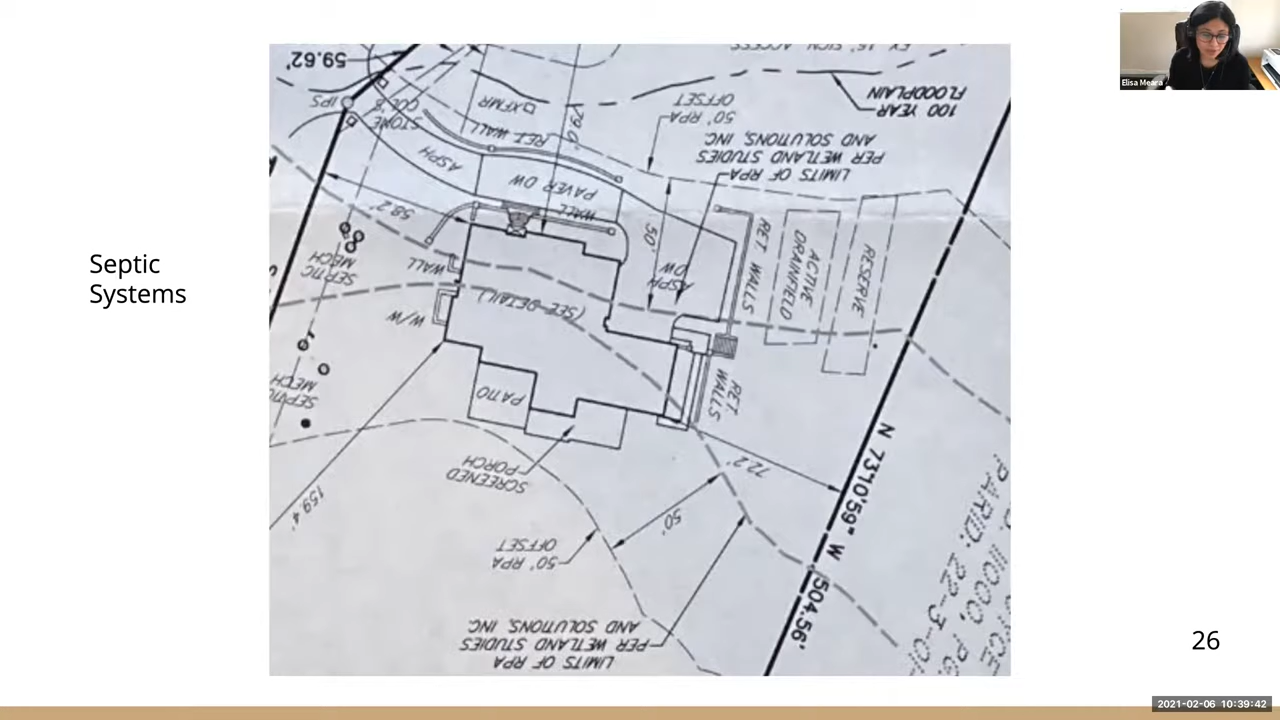 Septic
Systems
Elisa Meara
59.62'
100 YEAR
FLOODPLAIN
IPS
STONE
COL'S
XFMR
RET. WALL
79.0'
50' RPA
OFFSET
LIMITS OF RPA
PER WETLAND STUDIES
AND SOLUTIONS, INC.
ASPH
PAVER DW
WALL
58.2'
SEPTIC
MECH
WALL
W/W
(SEE DETAIL)
50'
ASPH
DW
RET. WALLS
ACTIVE
DRAINFIELD
RESERVE
SEPTIC
MECH
PATIO
SCREENED
PORCH
RET.
WALLS
72.2'
159.4'
50'
50' RPA
OFFSET
LIMITS OF RPA
PER WETLAND STUDIES
AND SOLUTIONS, INC.
N 73°10'59" W
504.56'
26
2021-02-06 10:39:42